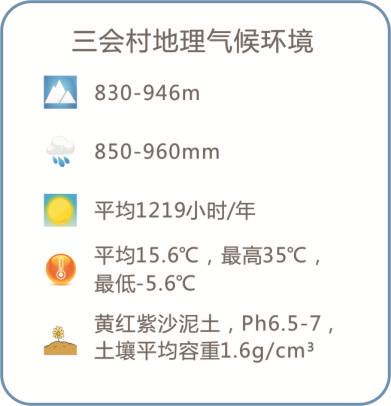 三会村地理气候环境
830-946m
850-960mm
平均1219小时/年
平均15.6℃，最高35℃，
最低-5.6℃
黄红紫沙泥土，Ph6.5-7，
土壤平均容重1.6g/cm³